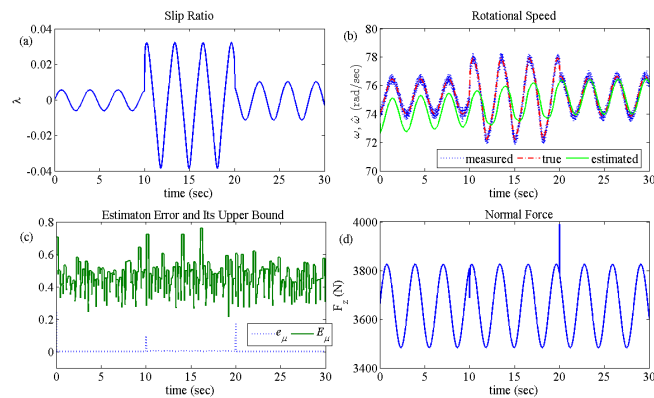 Slip Ratio
(a)
0.04
0.02
0
-0.02
-0.04
λ
0 5 10 15 20 25 30
time (sec)
Rotational Speed
(b)
80
78
76
74
72
70
ω, ω̂ (rad/sec)
measured true estimated
0 5 10 15 20 25 30
time (sec)
Estimaton Error and Its Upper Bound
(c)
0.8
0.6
0.4
0.2
0
e_μ E_μ
0 5 10 15 20 25 30
time (sec)
Normal Force
(d)
4000
3800
3600
3400
F_z (N)
0 5 10 15 20 25 30
time (sec)